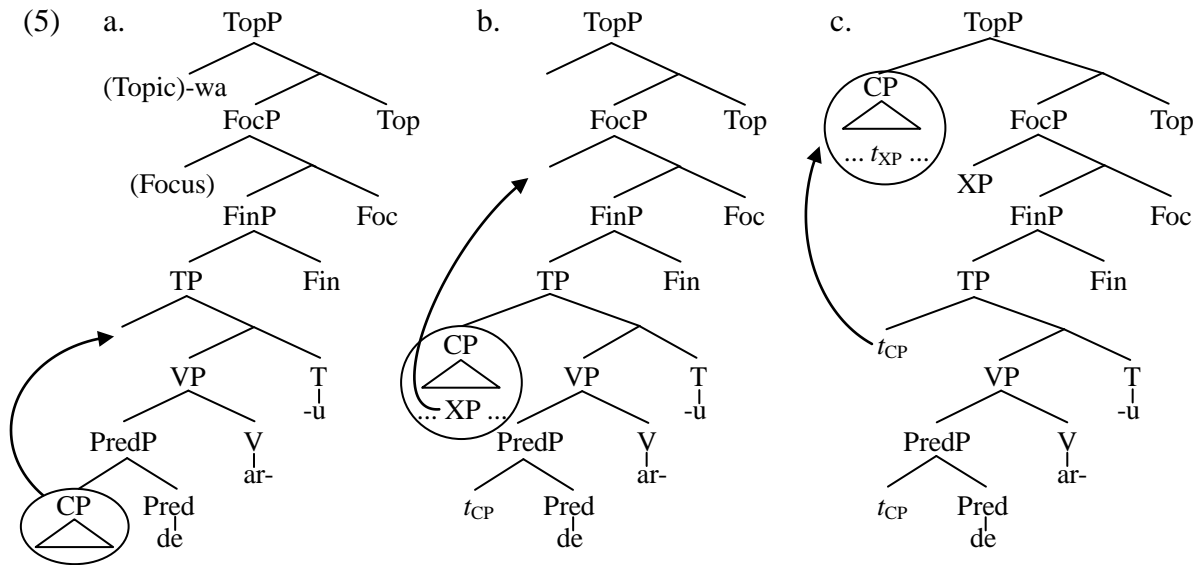 (5) a. TopP b. TopP c. TopP
(Topic)-wa CP
FocP Top FocP Top FocP Top
... tXP ...
(Focus) XP
FinP Foc FinP Foc FinP Foc
TP Fin TP Fin TP Fin
CP tCP
VP T VP T VP T
-u -u -u
... XP ...
PredP V PredP V PredP V
ar- ar- ar-
CP Pred tCP Pred tCP Pred
de de de